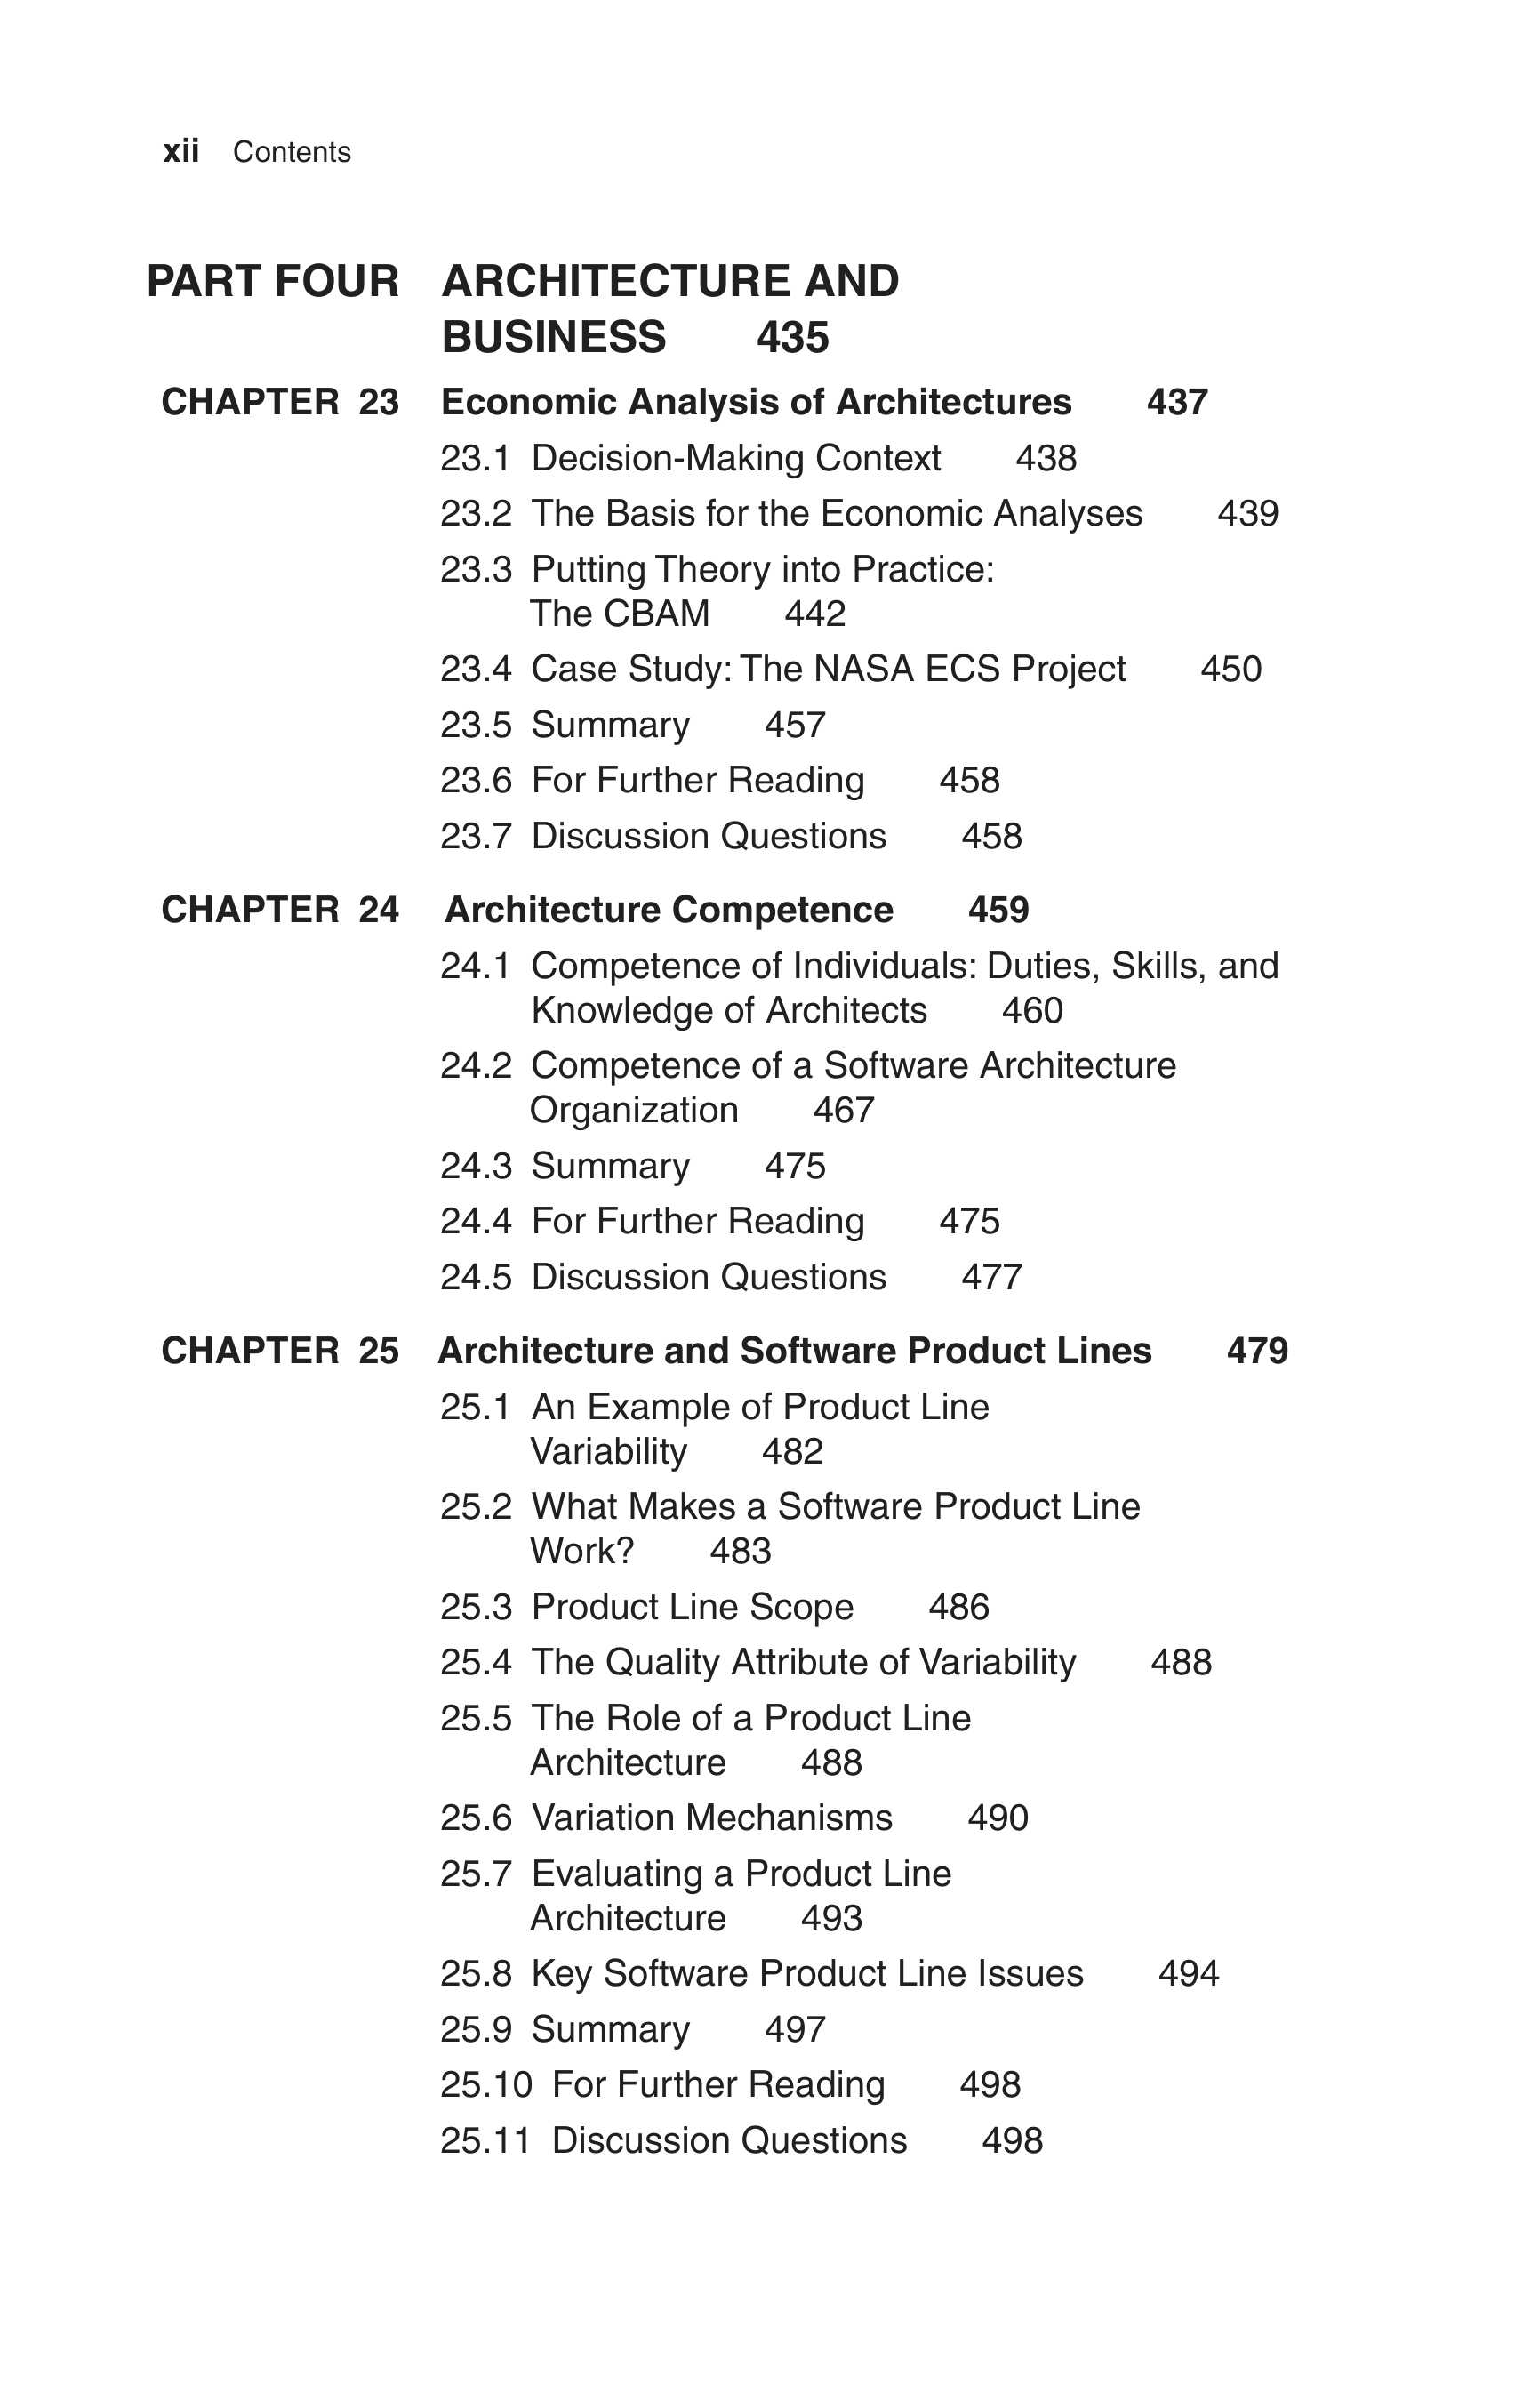 xii Contents
PART FOUR ARCHITECTURE AND
BUSINESS 435
CHAPTER 23 Economic Analysis of Architectures 437
23.1 Decision-Making Context 438
23.2 The Basis for the Economic Analyses 439
23.3 Putting Theory into Practice:
The CBAM 442
23.4 Case Study: The NASA ECS Project 450
23.5 Summary 457
23.6 For Further Reading 458
23.7 Discussion Questions 458
CHAPTER 24 Architecture Competence 459
24.1 Competence of Individuals: Duties, Skills, and
Knowledge of Architects 460
24.2 Competence of a Software Architecture
Organization 467
24.3 Summary 475
24.4 For Further Reading 475
24.5 Discussion Questions 477
CHAPTER 25 Architecture and Software Product Lines 479
25.1 An Example of Product Line
Variability 482
25.2 What Makes a Software Product Line
Work? 483
25.3 Product Line Scope 486
25.4 The Quality Attribute of Variability 488
25.5 The Role of a Product Line
Architecture 488
25.6 Variation Mechanisms 490
25.7 Evaluating a Product Line
Architecture 493
25.8 Key Software Product Line Issues 494
25.9 Summary 497
25.10 For Further Reading 498
25.11 Discussion Questions 498